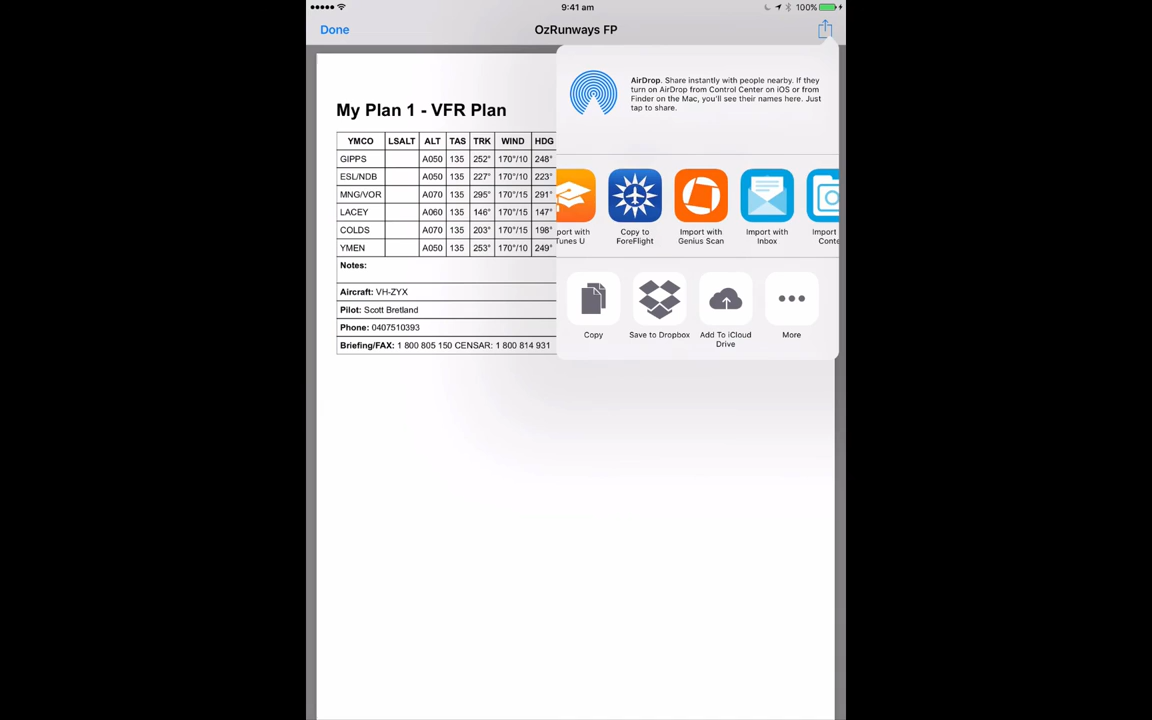 9:41 am
100%
Done
OzRunways FP
AirDrop. Share instantly with people nearby. If they
turn on AirDrop from Control Center on iOS or from
Finder on the Mac, you'll see their names here. Just
tap to share.
My Plan 1 - VFR Plan
YMCO LSALT ALT TAS TRK WIND HDG
GIPPS A050 135 252° 170°/10 248°
ESL/NDB A050 135 227° 170°/10 223°
MNG/VOR A070 135 295° 170°/15 291°
LACEY A060 135 146° 170°/15 147°
COLDS A070 135 203° 170°/15 198°
YMEN A050 135 253° 170°/10 249°
Notes:
Aircraft: VH-ZYX
Pilot: Scott Bretland
Phone: 0407510393
Briefing/FAX: 1 800 805 150 CENSAR: 1 800 814 931
port with
Tunes U
Copy to
ForeFlight
Import with
Genius Scan
Import with
Inbox
Import
Conte
Copy
Save to Dropbox
Add To iCloud
Drive
More